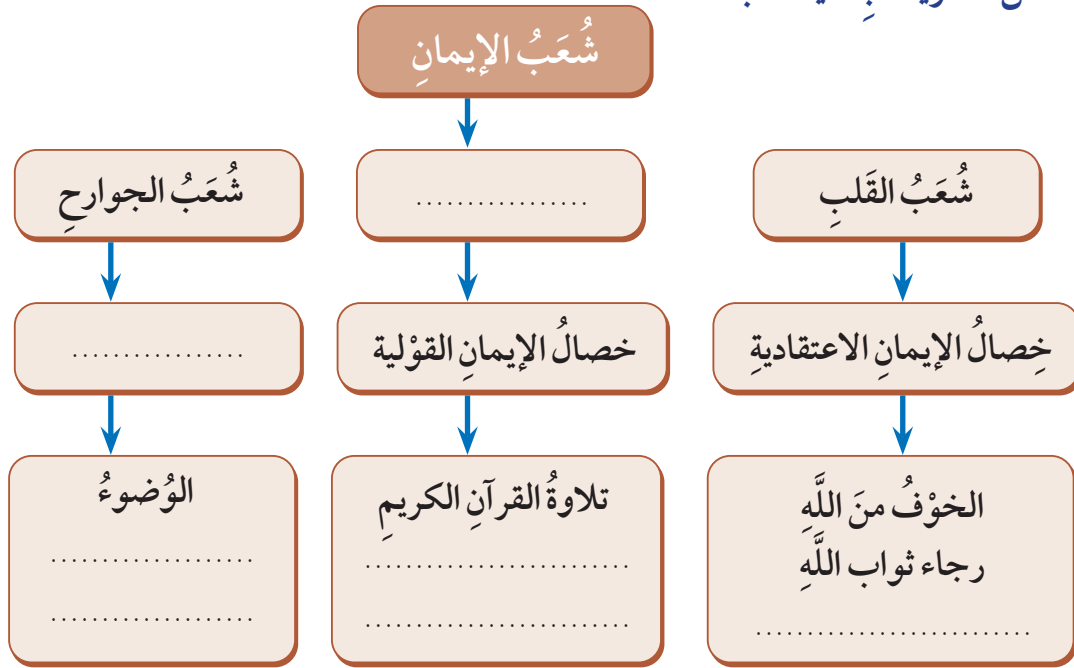 شُعَبُ الإيمانِ
شُعَبُ القَلبِ
.................
شُعَبُ الجوارحِ
خِصالُ الإيمانِ الاعتقاديةِ
خصالُ الإيمانِ القوْلية
.................
الخوْفُ منَ اللَّهِ
رجاء ثواب اللَّهِ
...........................
تلاوةُ القرآنِ الكريمِ
..........................
..........................
الوُضوءُ
....................
....................